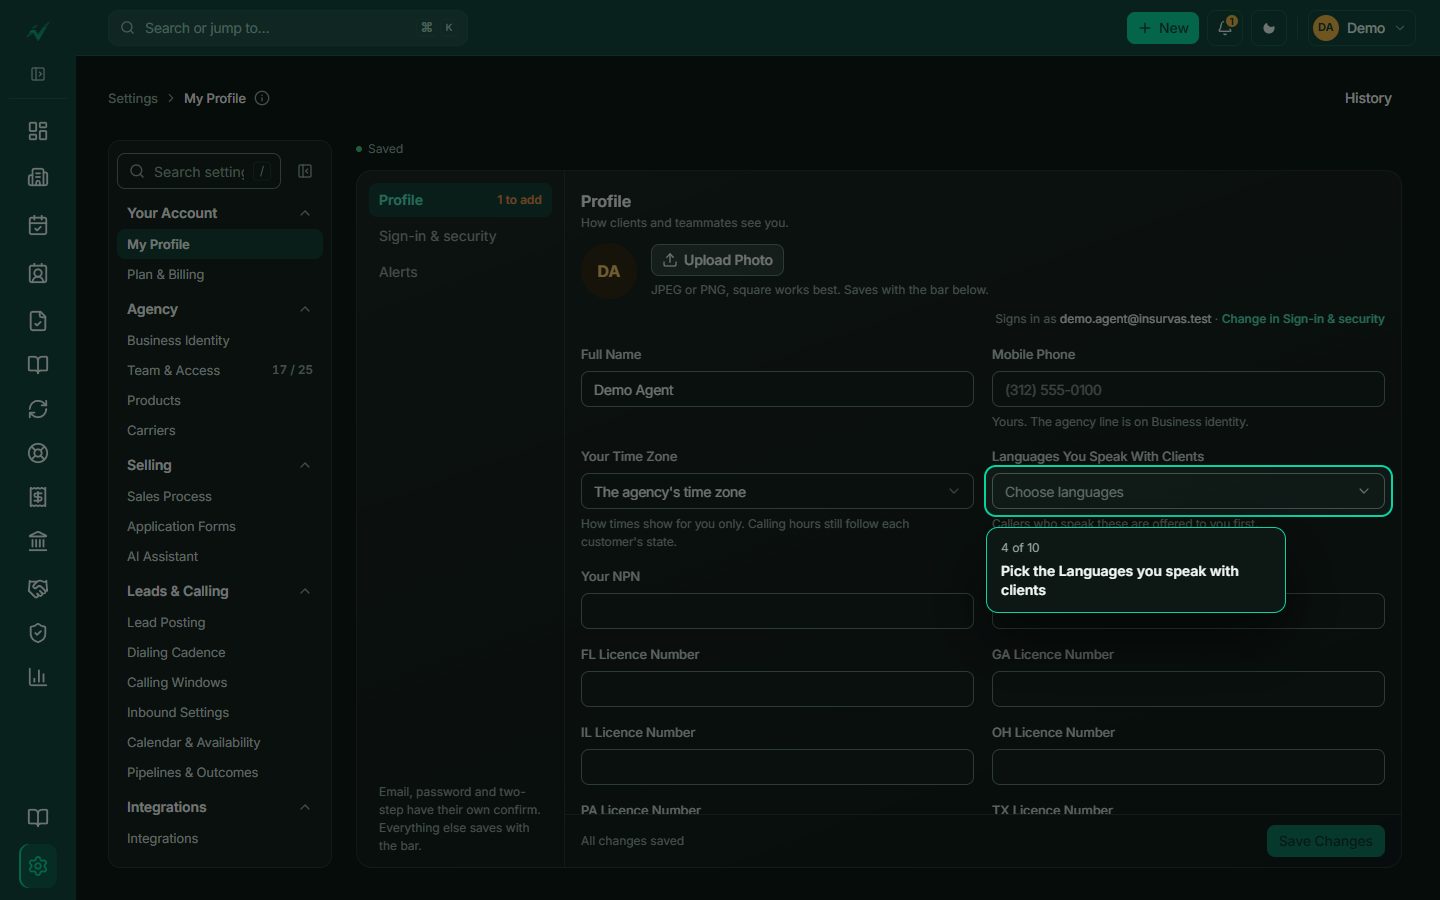 Search or jump to...
⌘ K
New
1
DA
Demo
Settings
My Profile
History
Search setting
/
Your Account
My Profile
Plan & Billing
Agency
Business Identity
Team & Access
17 / 25
Products
Carriers
Selling
Sales Process
Application Forms
AI Assistant
Leads & Calling
Lead Posting
Dialing Cadence
Calling Windows
Inbound Settings
Calendar & Availability
Pipelines & Outcomes
Integrations
Integrations
Saved
Profile
1 to add
Sign-in & security
Alerts
Email, password and two-
step have their own confirm.
Everything else saves with
the bar.
Profile
How clients and teammates see you.
DA
Upload Photo
JPEG or PNG, square works best. Saves with the bar below.
Signs in as demo.agent@insurvas.test · Change in Sign-in & security
Full Name
Demo Agent
Mobile Phone
(312) 555-0100
Yours. The agency line is on Business identity.
Your Time Zone
The agency's time zone
How times show for you only. Calling hours still follow each
customer's state.
Languages You Speak With Clients
Choose languages
Callers who speak these are offered to you first.
4 of 10
Pick the Languages you speak with
clients
Your NPN
FL Licence Number
GA Licence Number
IL Licence Number
OH Licence Number
PA Licence Number
TX Licence Number
All changes saved
Save Changes